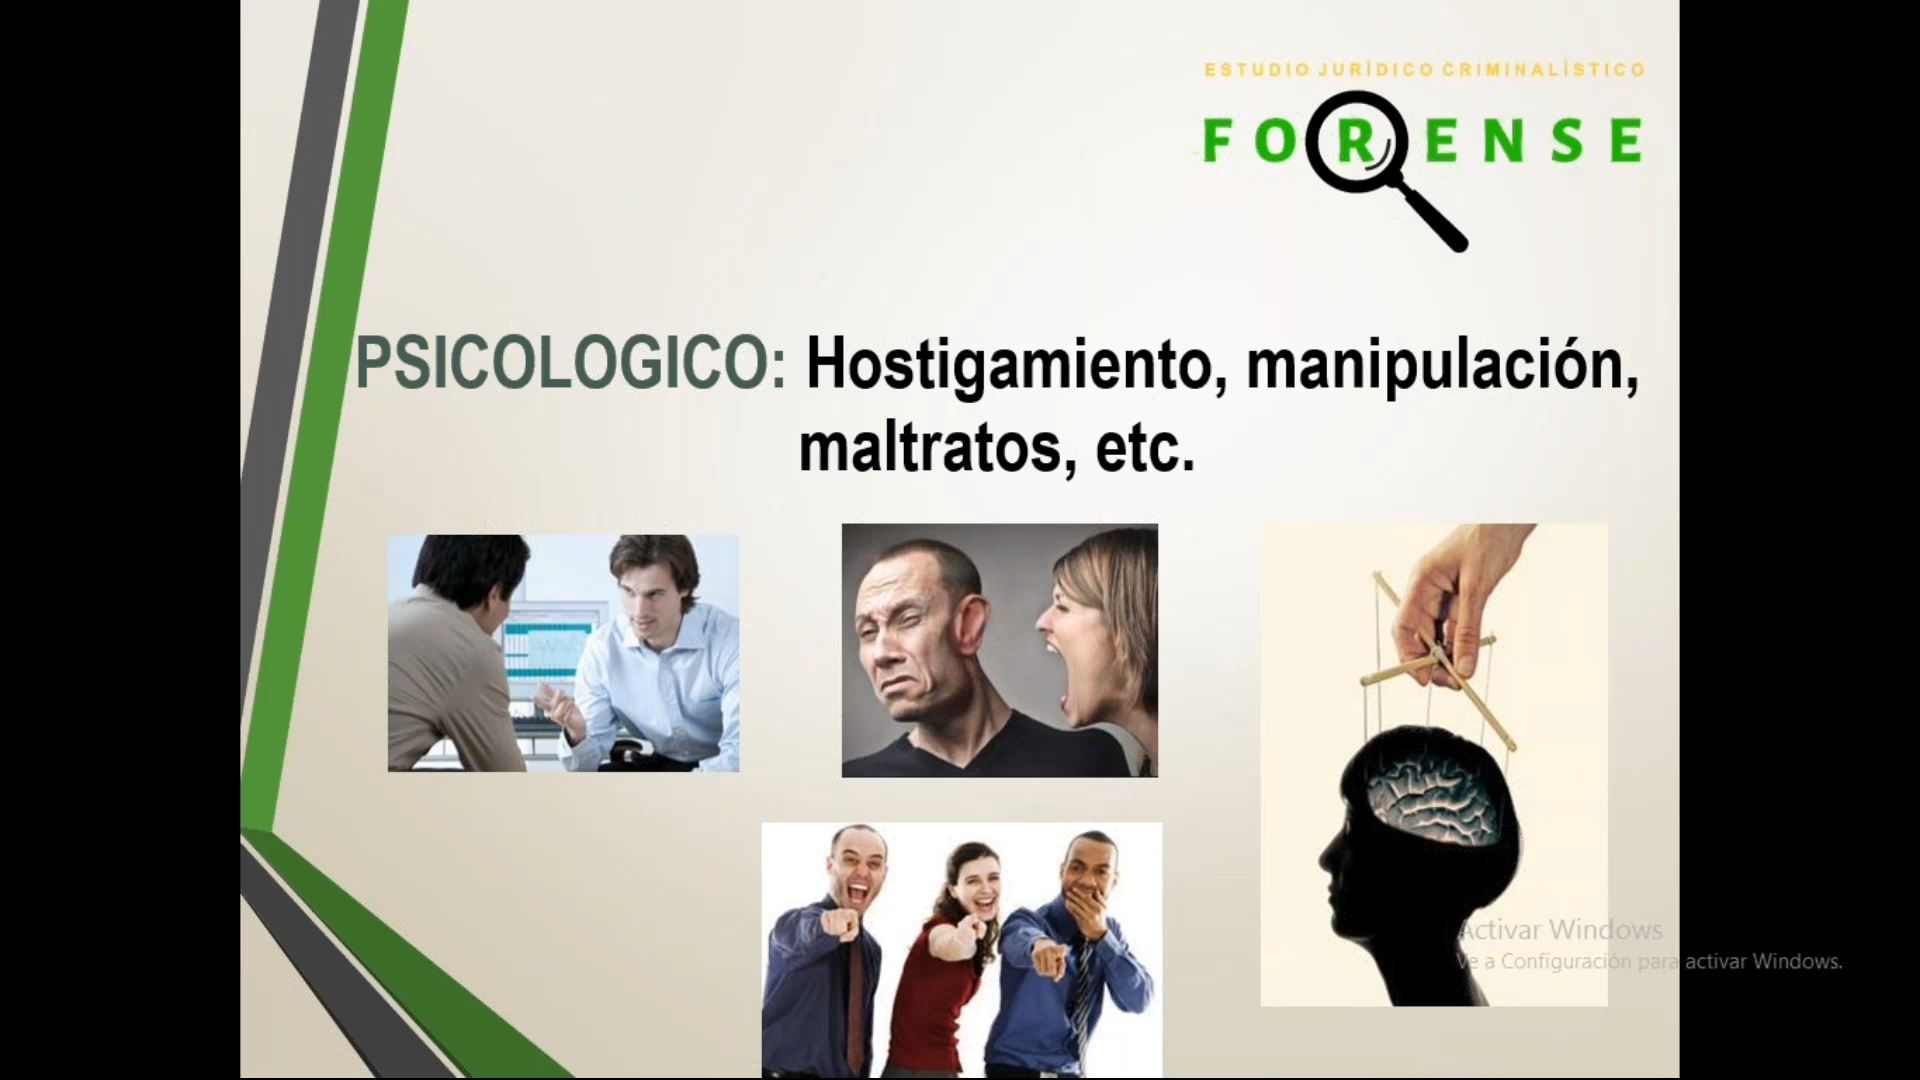 ESTUDIO JURÍDICO CRIMINALÍSTICO
FORENSE
PSICOLOGICO: Hostigamiento, manipulación,
maltratos, etc.
Activar Windows
Ve a Configuración para activar Windows.